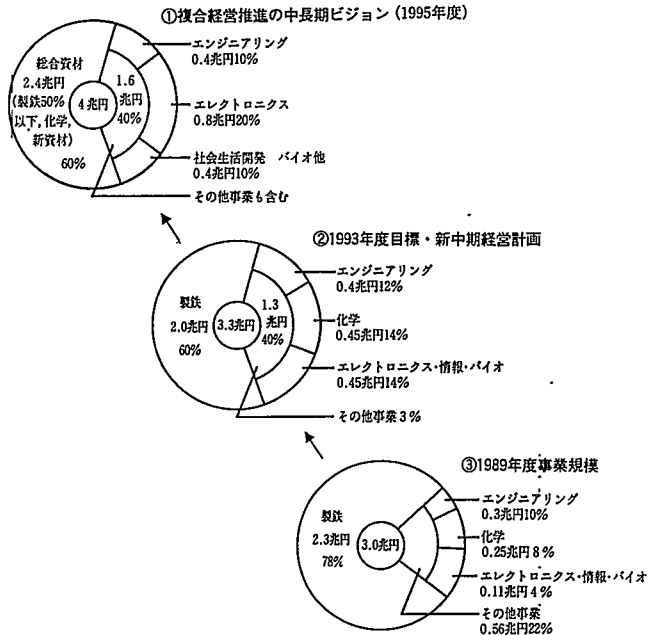 ①複合経営推進の中長期ビジョン (1995年度)
総合資材
2.4兆円
(製鉄50%
以下,化学,
新資材)
60%
4兆円
1.6
兆円
40%
エンジニアリング
0.4兆円10%
エレクトロニクス
0.8兆円20%
社会生活開発 バイオ他
0.4兆円10%
その他事業も含む
②1993年度目標・新中期経営計画
製鉄
2.0兆円
60%
3.3兆円
1.3
兆円
40%
エンジニアリング
0.4兆円12%
化学
0.45兆円14%
エレクトロニクス・情報・バイオ
0.45兆円14%
その他事業3%
③1989年度事業規模
製鉄
2.3兆円
78%
3.0兆円
エンジニアリング
0.3兆円10%
化学
0.25兆円8%
エレクトロニクス・情報・バイオ
0.11兆円4%
その他事業
0.56兆円22%